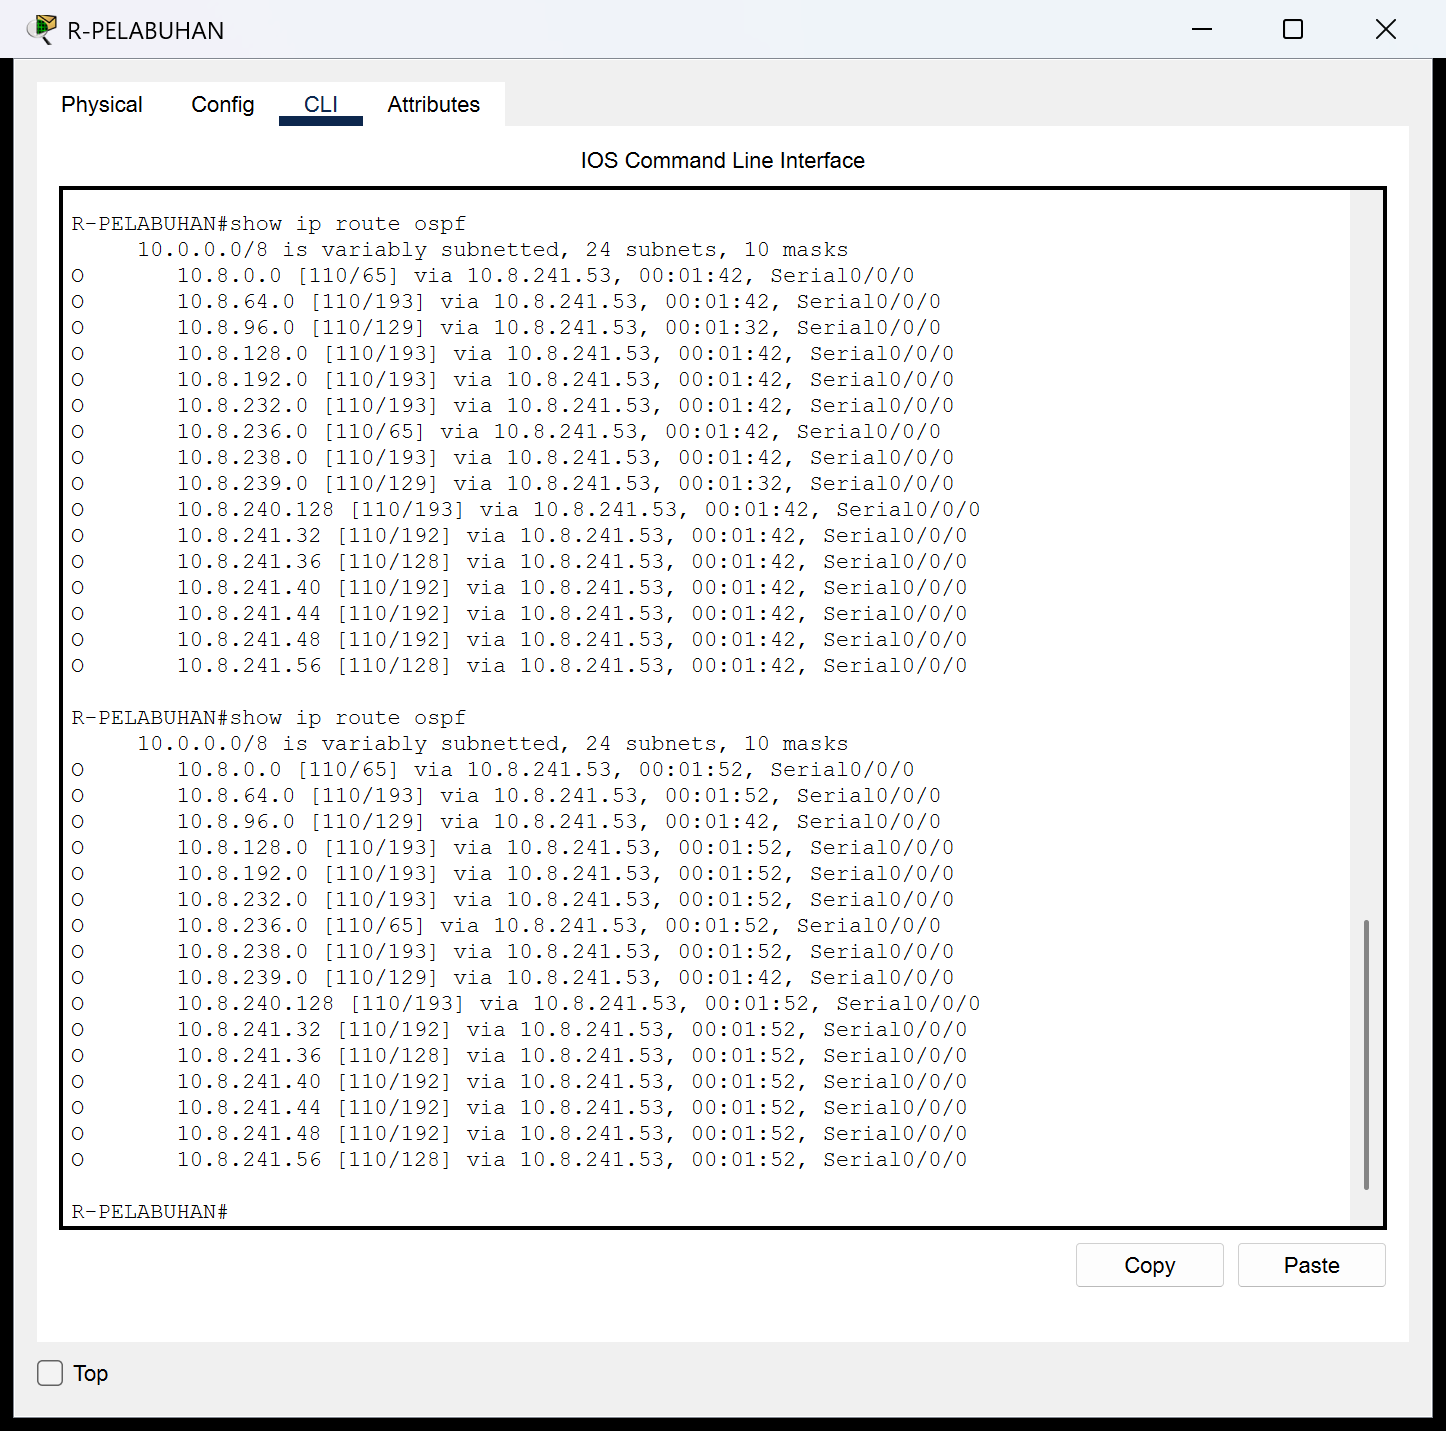 R-PELABUHAN
Physical Config CLI Attributes
IOS Command Line Interface
R-PELABUHAN#show ip route ospf
     10.0.0.0/8 is variably subnetted, 24 subnets, 10 masks
O       10.8.0.0 [110/65] via 10.8.241.53, 00:01:42, Serial0/0/0
O       10.8.64.0 [110/193] via 10.8.241.53, 00:01:42, Serial0/0/0
O       10.8.96.0 [110/129] via 10.8.241.53, 00:01:32, Serial0/0/0
O       10.8.128.0 [110/193] via 10.8.241.53, 00:01:42, Serial0/0/0
O       10.8.192.0 [110/193] via 10.8.241.53, 00:01:42, Serial0/0/0
O       10.8.232.0 [110/193] via 10.8.241.53, 00:01:42, Serial0/0/0
O       10.8.236.0 [110/65] via 10.8.241.53, 00:01:42, Serial0/0/0
O       10.8.238.0 [110/193] via 10.8.241.53, 00:01:42, Serial0/0/0
O       10.8.239.0 [110/129] via 10.8.241.53, 00:01:32, Serial0/0/0
O       10.8.240.128 [110/193] via 10.8.241.53, 00:01:42, Serial0/0/0
O       10.8.241.32 [110/192] via 10.8.241.53, 00:01:42, Serial0/0/0
O       10.8.241.36 [110/128] via 10.8.241.53, 00:01:42, Serial0/0/0
O       10.8.241.40 [110/192] via 10.8.241.53, 00:01:42, Serial0/0/0
O       10.8.241.44 [110/192] via 10.8.241.53, 00:01:42, Serial0/0/0
O       10.8.241.48 [110/192] via 10.8.241.53, 00:01:42, Serial0/0/0
O       10.8.241.56 [110/128] via 10.8.241.53, 00:01:42, Serial0/0/0
R-PELABUHAN#show ip route ospf
     10.0.0.0/8 is variably subnetted, 24 subnets, 10 masks
O       10.8.0.0 [110/65] via 10.8.241.53, 00:01:52, Serial0/0/0
O       10.8.64.0 [110/193] via 10.8.241.53, 00:01:52, Serial0/0/0
O       10.8.96.0 [110/129] via 10.8.241.53, 00:01:42, Serial0/0/0
O       10.8.128.0 [110/193] via 10.8.241.53, 00:01:52, Serial0/0/0
O       10.8.192.0 [110/193] via 10.8.241.53, 00:01:52, Serial0/0/0
O       10.8.232.0 [110/193] via 10.8.241.53, 00:01:52, Serial0/0/0
O       10.8.236.0 [110/65] via 10.8.241.53, 00:01:52, Serial0/0/0
O       10.8.238.0 [110/193] via 10.8.241.53, 00:01:52, Serial0/0/0
O       10.8.239.0 [110/129] via 10.8.241.53, 00:01:42, Serial0/0/0
O       10.8.240.128 [110/193] via 10.8.241.53, 00:01:52, Serial0/0/0
O       10.8.241.32 [110/192] via 10.8.241.53, 00:01:52, Serial0/0/0
O       10.8.241.36 [110/128] via 10.8.241.53, 00:01:52, Serial0/0/0
O       10.8.241.40 [110/192] via 10.8.241.53, 00:01:52, Serial0/0/0
O       10.8.241.44 [110/192] via 10.8.241.53, 00:01:52, Serial0/0/0
O       10.8.241.48 [110/192] via 10.8.241.53, 00:01:52, Serial0/0/0
O       10.8.241.56 [110/128] via 10.8.241.53, 00:01:52, Serial0/0/0
R-PELABUHAN#
Copy Paste
Top